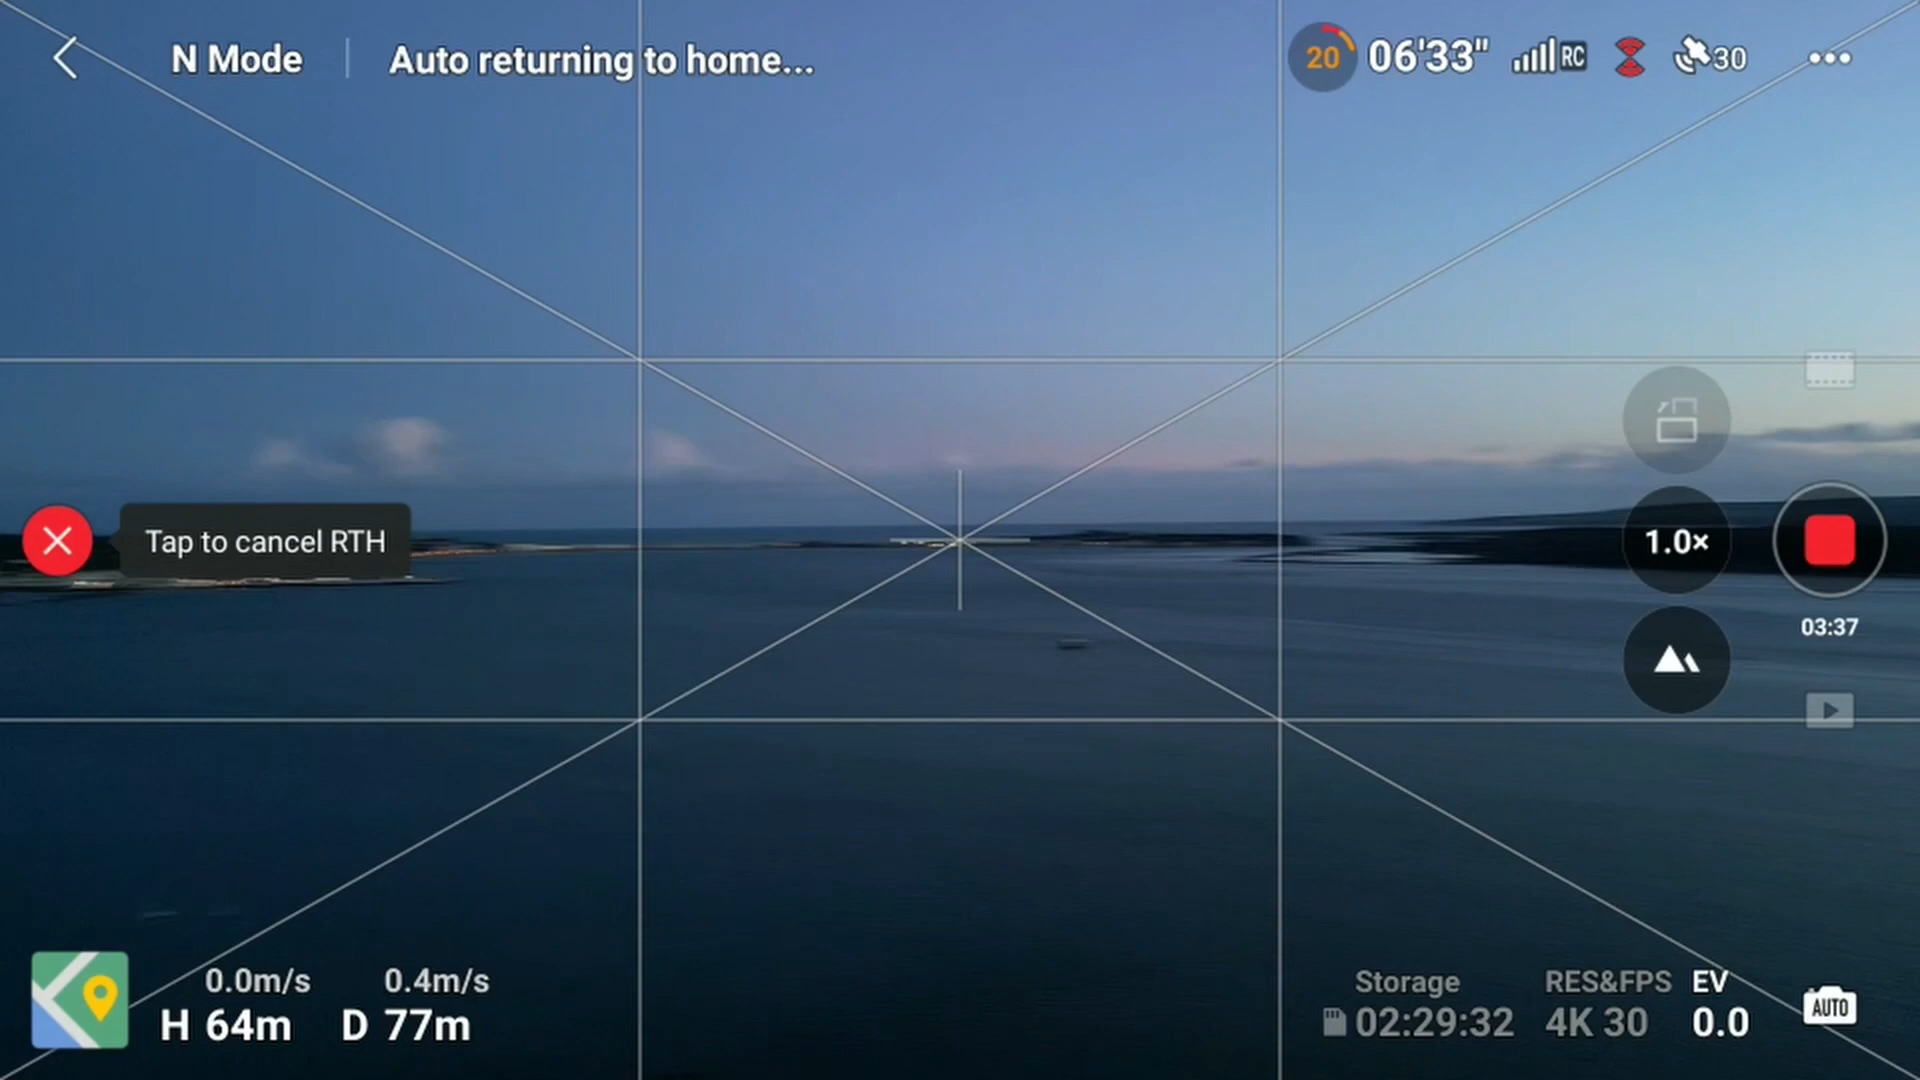 N Mode
Auto returning to home...
20
06'33"
RC
30
Tap to cancel RTH
1.0×
03:37
0.0m/s
0.4m/s
H 64m
D 77m
Storage
02:29:32
RES&FPS
4K 30
EV
0.0
AUTO